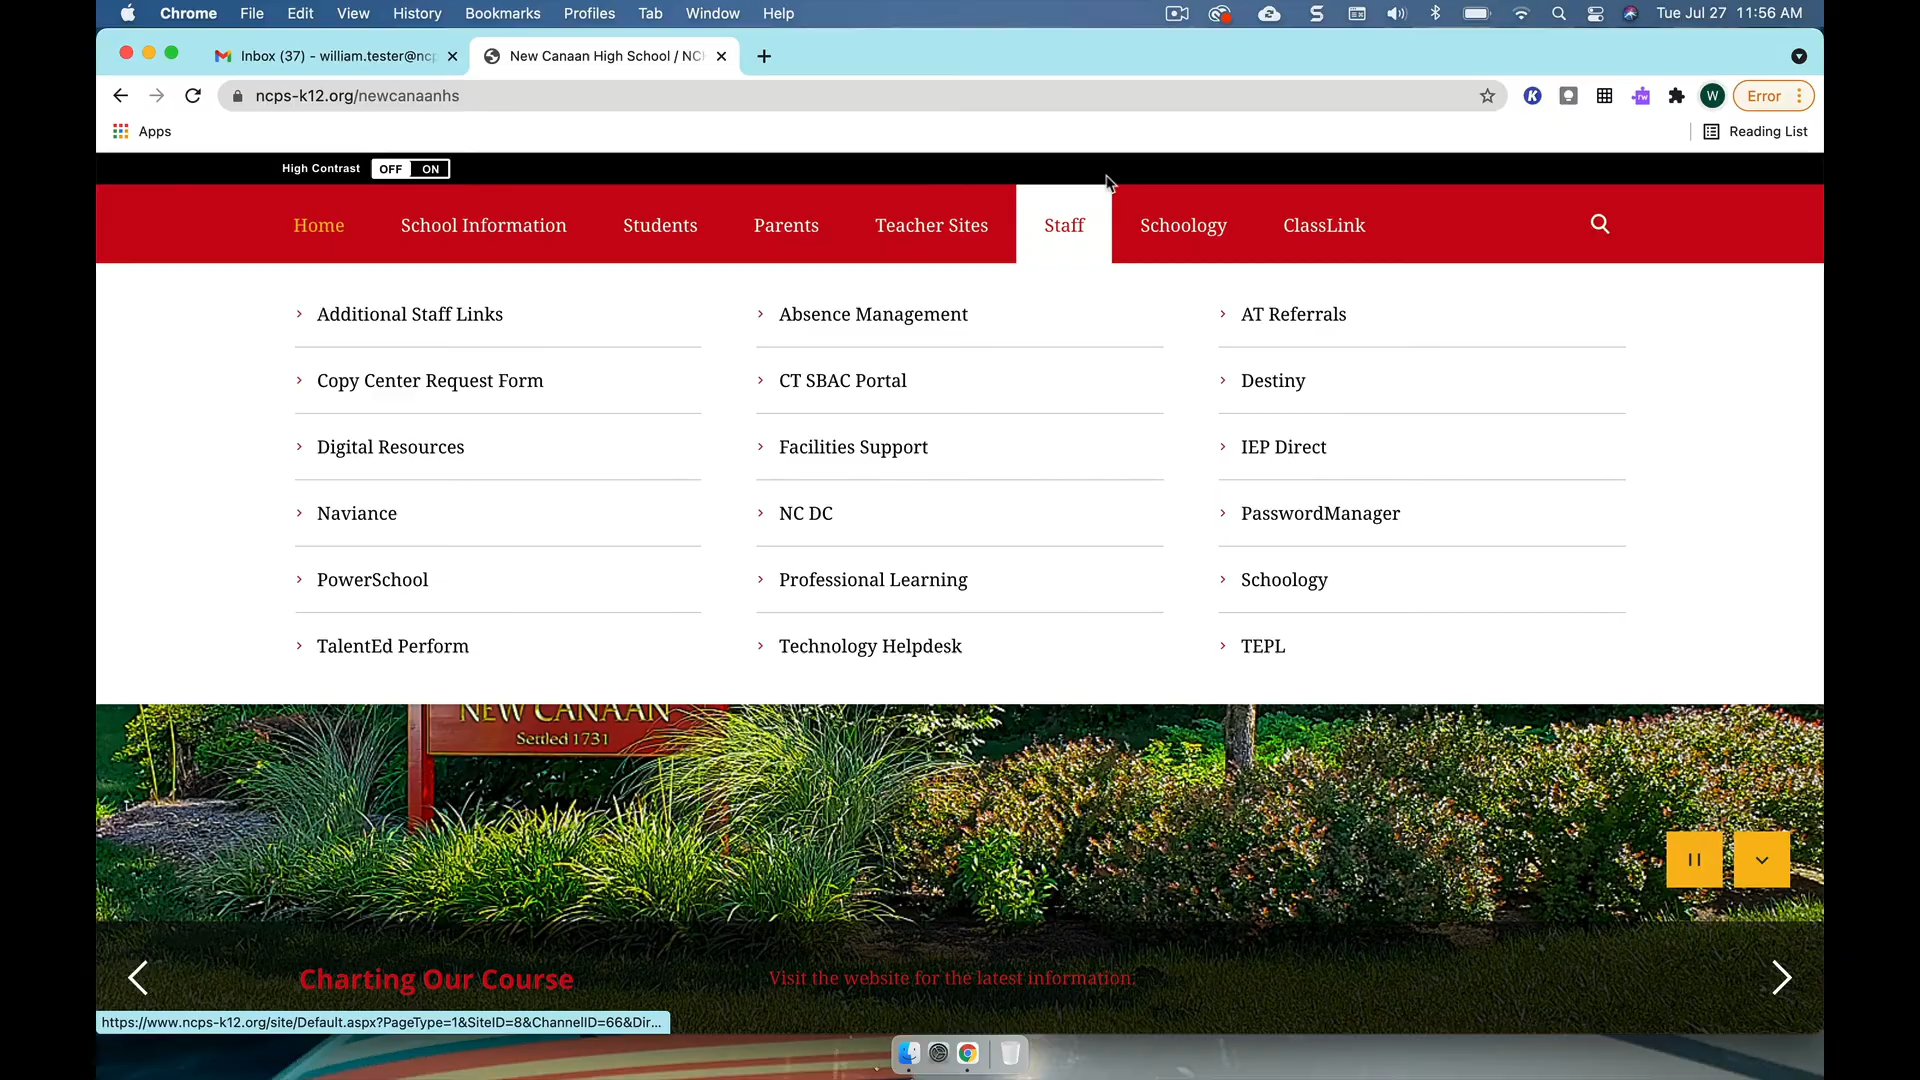 Chrome File Edit View History Bookmarks Profiles Tab Window Help Tue Jul 27 11:56 AM
Inbox (37) - william.tester@ncp New Canaan High School / NC
ncps-k12.org/newcanaanhs W Error
Apps Reading List
High Contrast OFF ON
Home School Information Students Parents Teacher Sites Staff Schoology ClassLink
Additional Staff Links Absence Management AT Referrals
Copy Center Request Form CT SBAC Portal Destiny
Digital Resources Facilities Support IEP Direct
Naviance NC DC PasswordManager
PowerSchool Professional Learning Schoology
TalentEd Perform Technology Helpdesk TEPL
NEW CANAAN
Settled 1731
Charting Our Course Visit the website for the latest information:
https://www.ncps-k12.org/site/Default.aspx?PageType=1&SiteID=8&ChannelID=66&Dir...